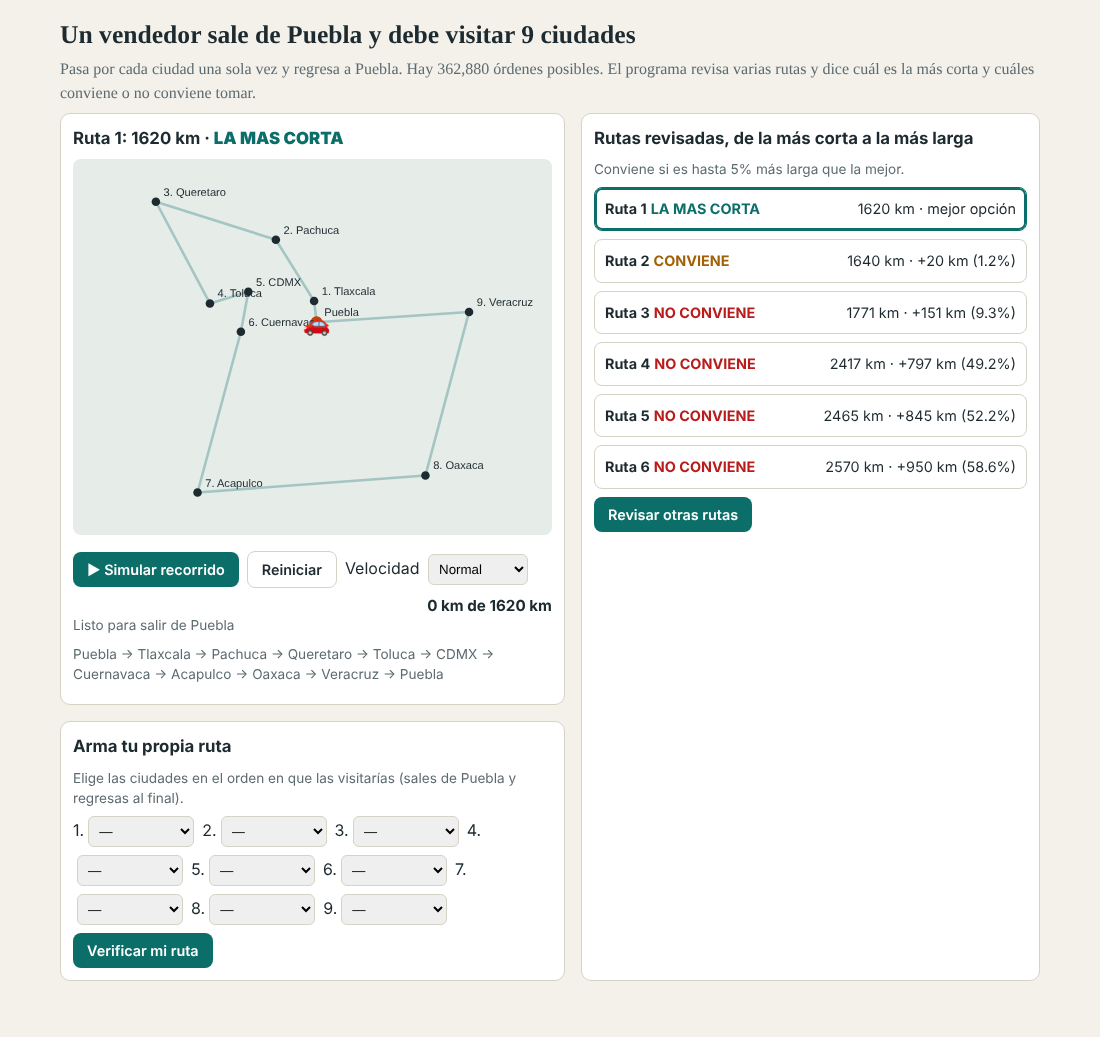 Un vendedor sale de Puebla y debe visitar 9 ciudades
Pasa por cada ciudad una sola vez y regresa a Puebla. Hay 362,880 órdenes posibles. El programa revisa varias rutas y dice cuál es la más corta y cuáles
conviene o no conviene tomar.
Ruta 1: 1620 km · LA MAS CORTA
3. Queretaro
2. Pachuca
5. CDMX
4. Toluca
1. Tlaxcala
9. Veracruz
Puebla
6. Cuernavaca
8. Oaxaca
7. Acapulco
▶ Simular recorrido
Reiniciar
Velocidad
Normal
0 km de 1620 km
Listo para salir de Puebla
Puebla → Tlaxcala → Pachuca → Queretaro → Toluca → CDMX →
Cuernavaca → Acapulco → Oaxaca → Veracruz → Puebla
Arma tu propia ruta
Elige las ciudades en el orden en que las visitarías (sales de Puebla y
regresas al final).
1. — 2. — 3. — 4.
— 5. — 6. — 7.
— 8. — 9. —
Verificar mi ruta
Rutas revisadas, de la más corta a la más larga
Conviene si es hasta 5% más larga que la mejor.
Ruta 1 LA MAS CORTA 1620 km · mejor opción
Ruta 2 CONVIENE 1640 km · +20 km (1.2%)
Ruta 3 NO CONVIENE 1771 km · +151 km (9.3%)
Ruta 4 NO CONVIENE 2417 km · +797 km (49.2%)
Ruta 5 NO CONVIENE 2465 km · +845 km (52.2%)
Ruta 6 NO CONVIENE 2570 km · +950 km (58.6%)
Revisar otras rutas